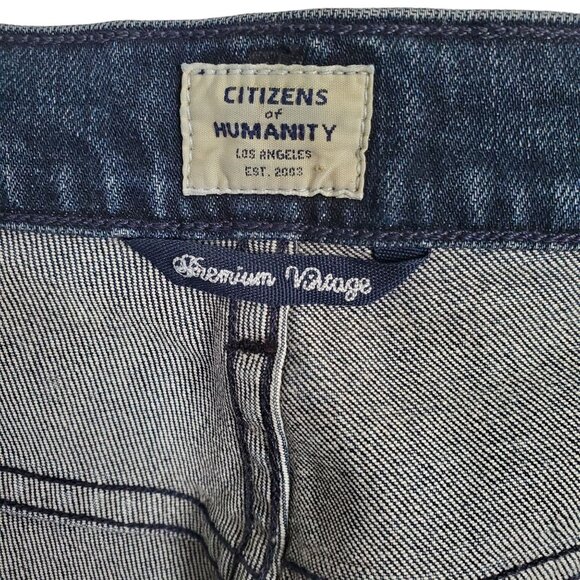 CITIZENS
of
HUMANITY
LOS ANGELES
EST. 2003
Premium Vintage